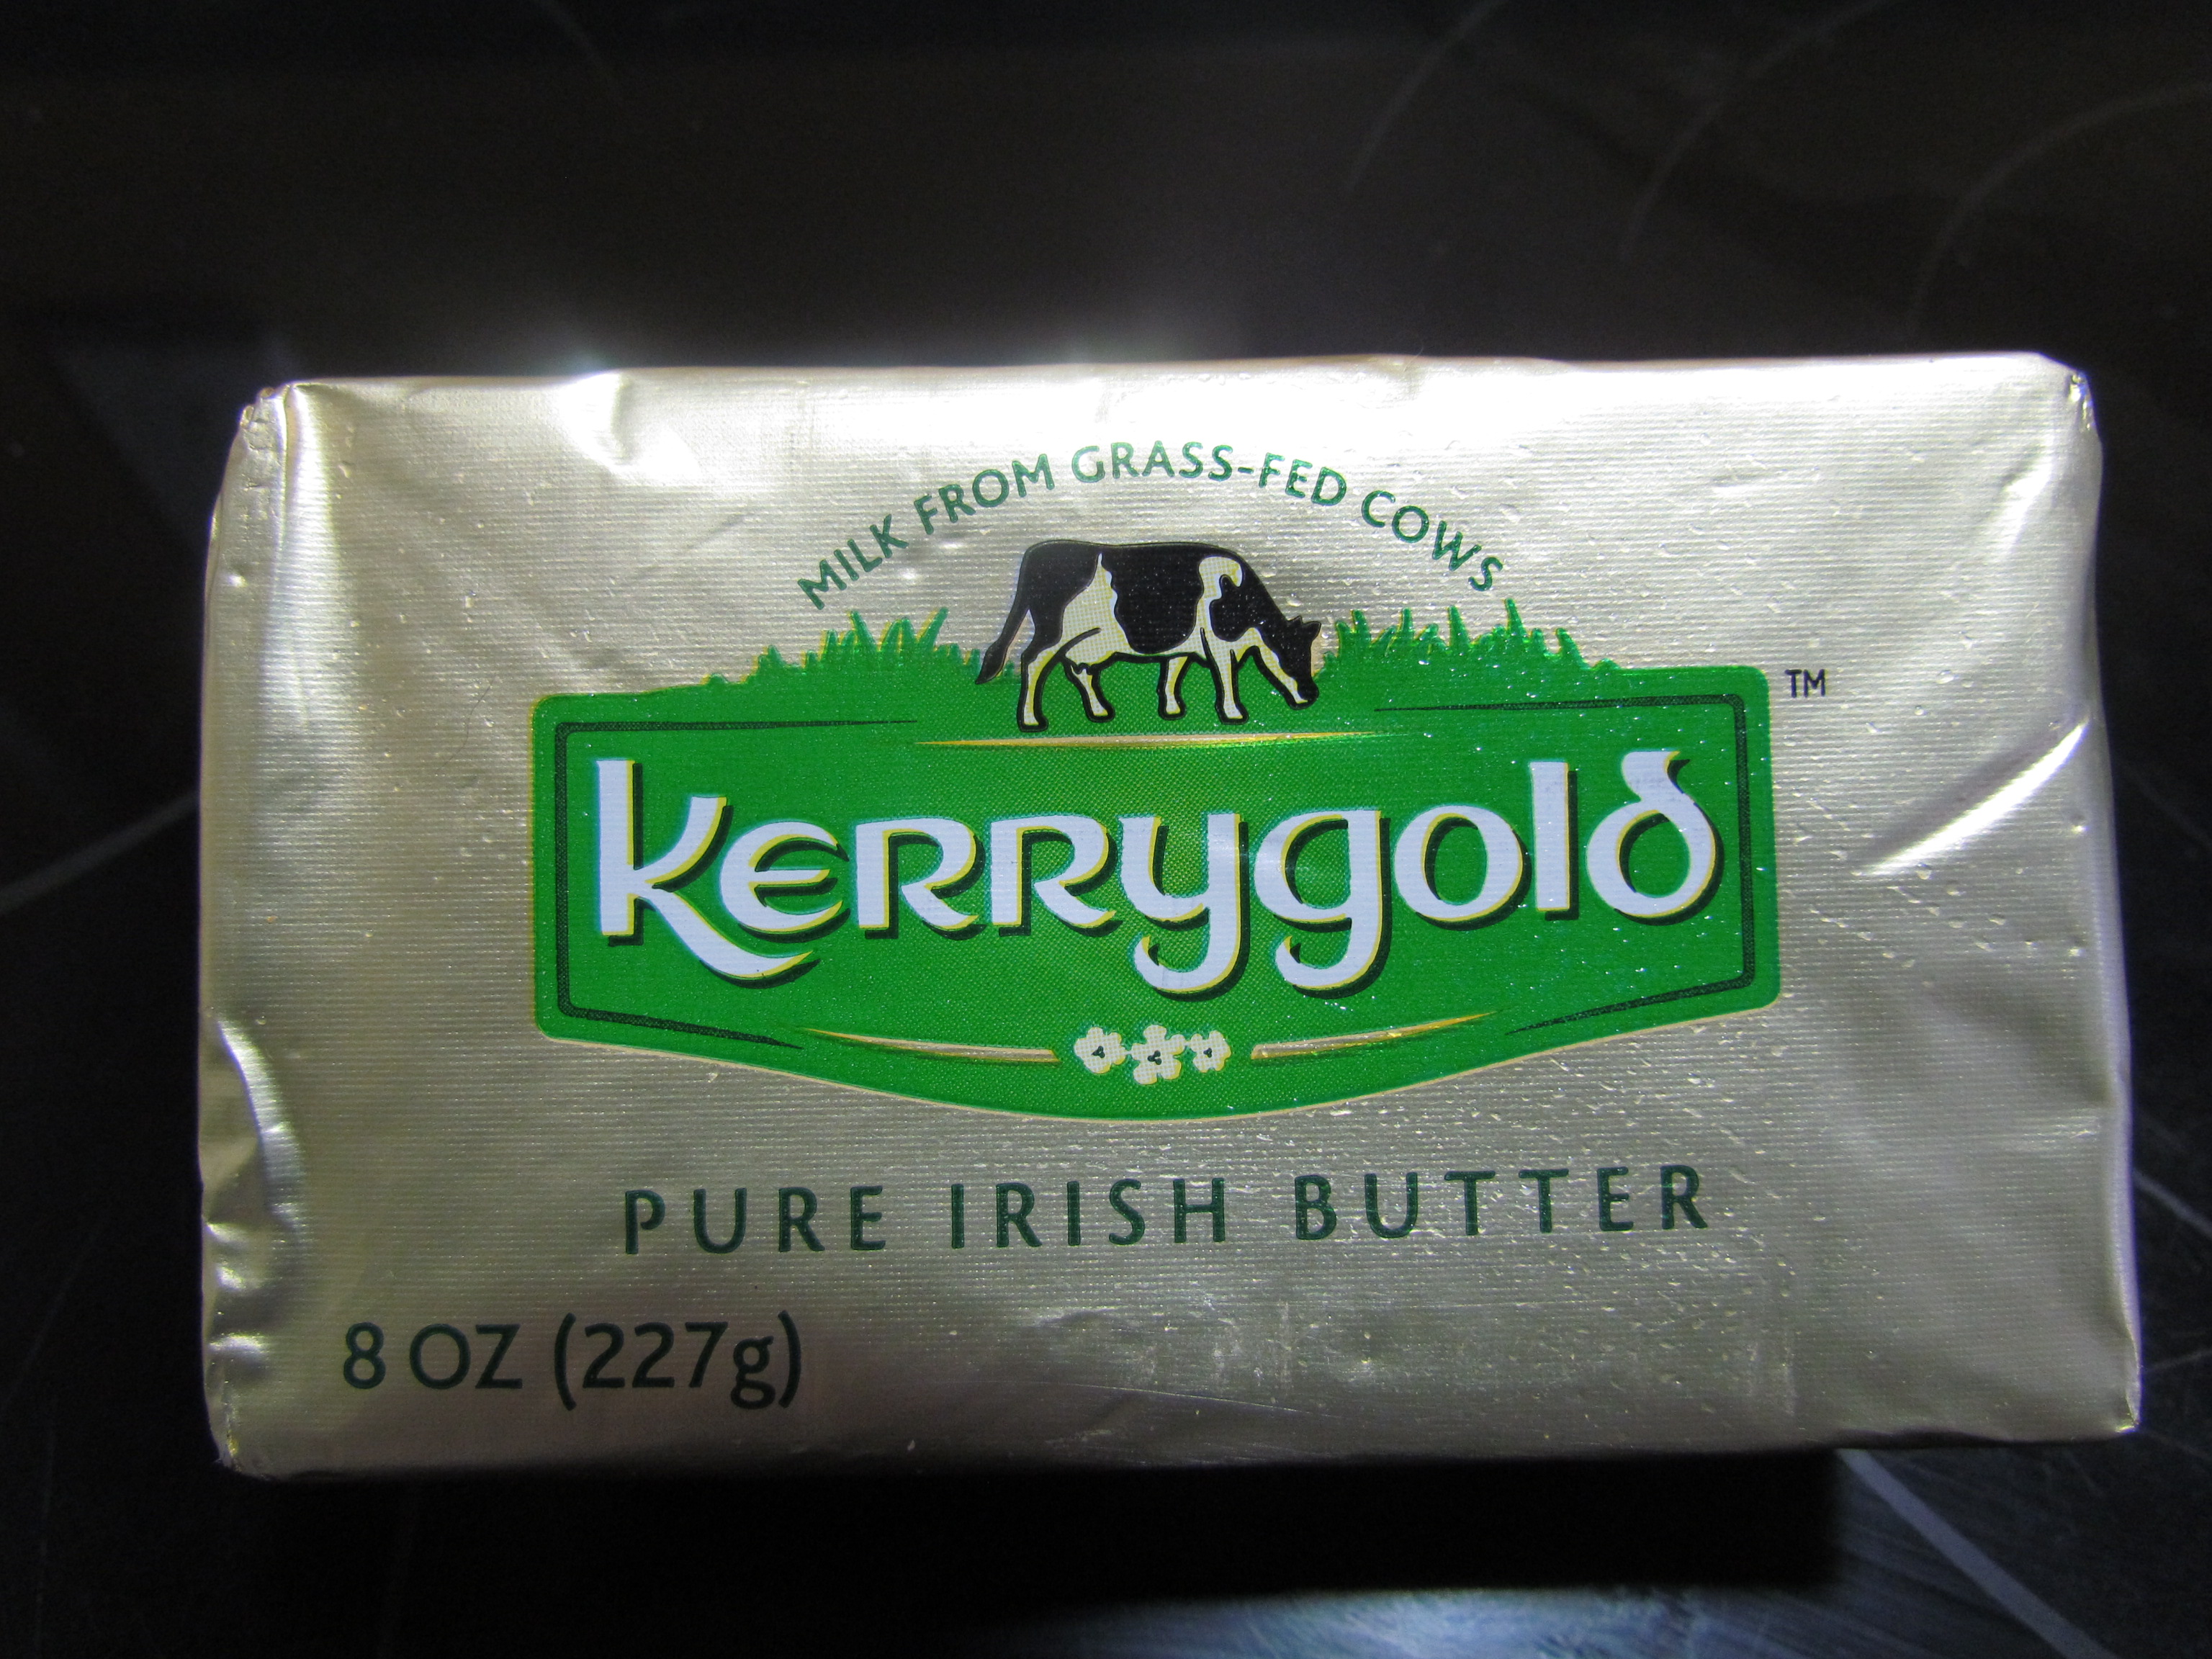 MILK FROM GRASS-FED COWS
TM
Kerrygold
PURE IRISH BUTTER
8 OZ (227g)